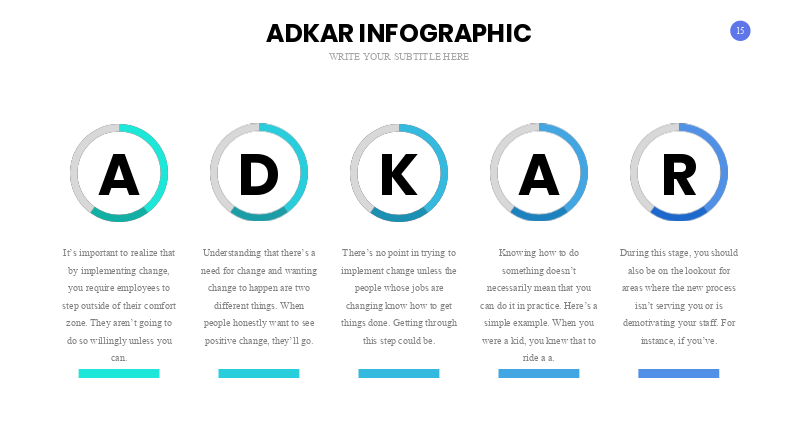 ADKAR INFOGRAPHIC
15
WRITE YOUR SUBTITLE HERE
A
D
K
A
R
It's important to realize that
by implementing change,
you require employees to
step outside of their comfort
zone. They aren't going to
do so willingly unless you
can.
Understanding that there's a
need for change and wanting
change to happen are two
different things. When
people honestly want to see
positive change, they'll go.
There's no point in trying to
implement change unless the
people whose jobs are
changing know how to get
things done. Getting through
this step could be.
Knowing how to do
something doesn't
necessarily mean that you
can do it in practice. Here's a
simple example. When you
were a kid, you knew that to
ride a a.
During this stage, you should
also be on the lookout for
areas where the new process
isn't serving you or is
demotivating your staff. For
instance, if you've.